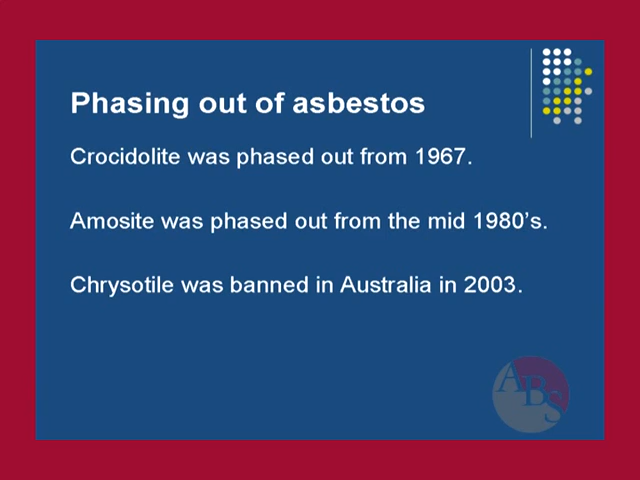 Phasing out of asbestos
Crocidolite was phased out from 1967.
Amosite was phased out from the mid 1980’s.
Chrysotile was banned in Australia in 2003.
ABS